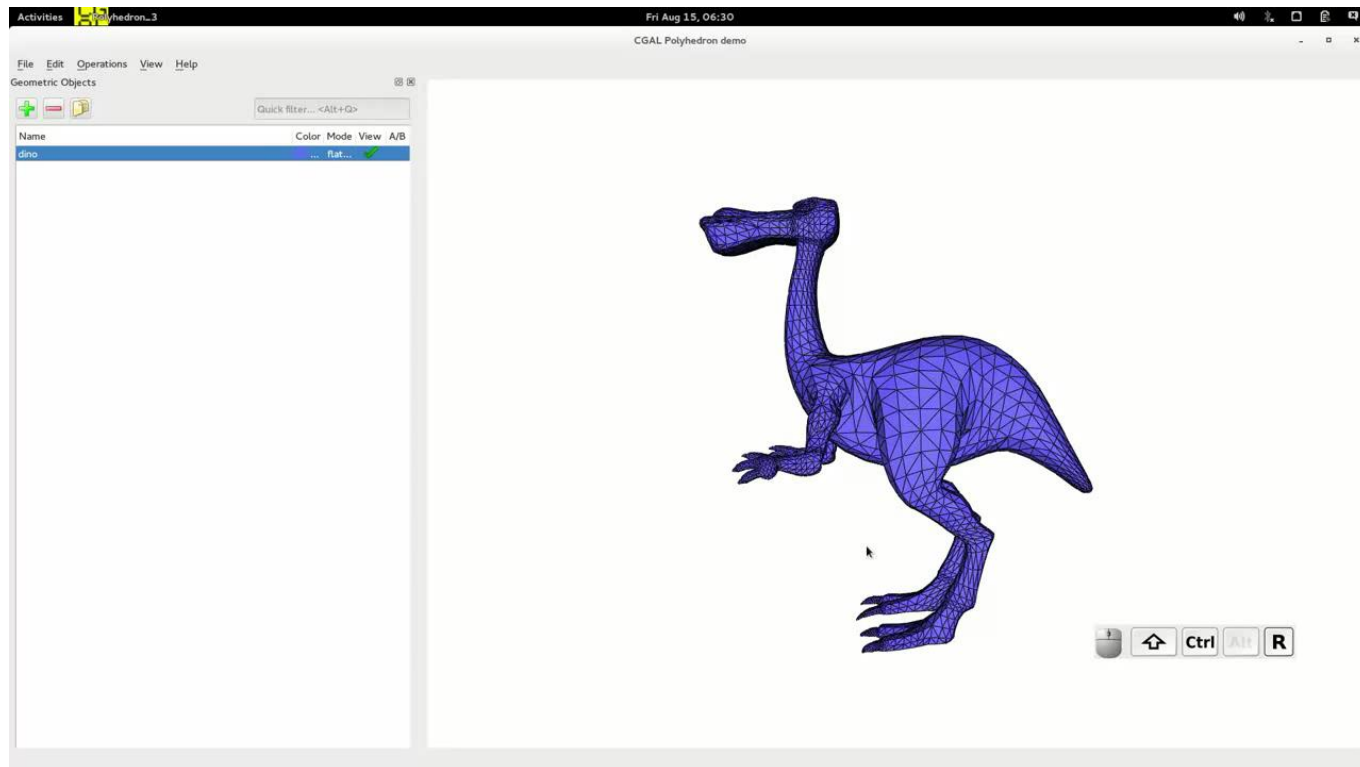 Activities
Polyhedron_3
Fri Aug 15, 06:30
CGAL Polyhedron demo
File Edit Operations View Help
Geometric Objects
Quick filter... <Alt+Q>
Name Color Mode View A/B
dino ... flat...
Ctrl Alt R